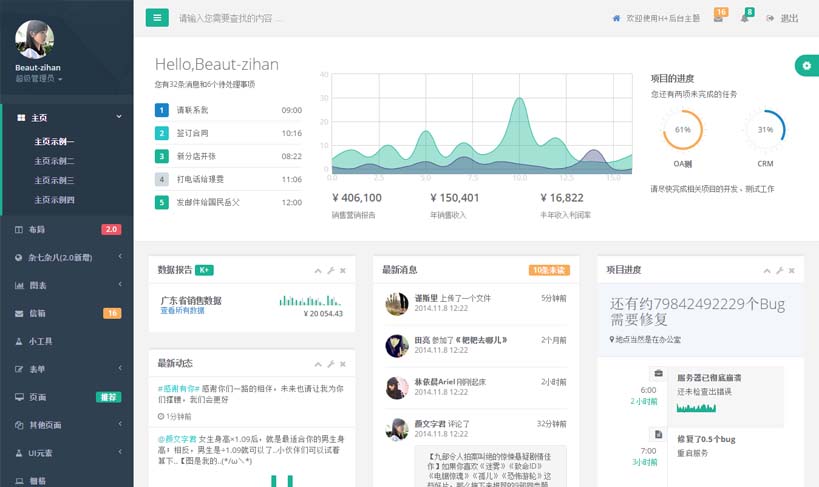 请输入您需要查找的内容 …
16
8
欢迎使用H+后台主题
退出
Beaut-zihan
超级管理员
主页
主页示例一
主页示例二
主页示例三
主页示例四
布局
2.0
杂七杂八(2.0新增)
图表
信箱
16
小工具
表单
页面
推荐
其他页面
UI元素
栅格
Hello,Beaut-zihan
您有32条消息和6个待处理事项
1 请联系我 09:00
2 签订合同 10:16
3 新分店开张 08:22
4 打电话给璟雯 11:06
5 发邮件给国民岳父 12:00
40
30
20
10
0
0.0 2.5 5.0 7.5 10.0 12.5 15.0
¥ 406,100
销售营销报告
¥ 150,401
年销售收入
¥ 16,822
半年收入利润率
项目的进度
您还有两项未完成的任务
61%
31%
OA测
CRM
请尽快完成相关项目的开发、测试工作
数据报告 K+
广东省销售数据
查看所有数据
¥ 20 054.43
最新动态
#感谢有你# 感谢你们一路的相伴，未来也请让我为你
们摆腰，我们会更好
1分钟前
@颜文字君 女生身高×1.09后，就是最适合你的男生身
高；相反，男生是÷1.09就可以了..小伙伴们可以试着
算下..【图是我的..(*/ω＼*)
最新消息
10条未读
谨斯里 上传了一个文件 5分钟前
2014.11.8 12:22
田亮 参加了《粑粑去哪儿》 2个月前
2014.11.8 12:22
林依晨Ariel 刚刚起床 2小时前
2014.11.8 12:22
颜文字君 评论了 32分钟前
2014.11.8 12:22
【九部令人拍案叫绝的惊悚悬疑剧情佳
作】如果你喜欢《迷雾》《致命ID》
《电锯惊魂》《孤儿》《恐怖游轮》这
项目进度
还有约79842492229个Bug
需要修复
地点当然是在办公室
6:00
2 小时前
服务器已彻底崩溃
还未检查出错误
7:00
3小时前
修复了0.5个bug
重启服务